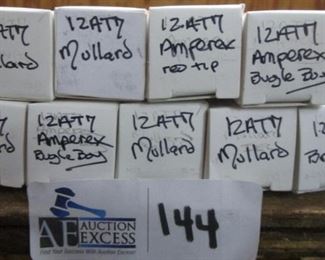 12AT7
Mullard
12AT7
Amperex
red tip
12AT7
Amperex
Bugle Boy
12AT7
Amperex
Bugle Boy
12AT7
Mullard
12AT7
Mullard
AE AUCTION
EXCESS
Find Your Success With Auction Excess!
144